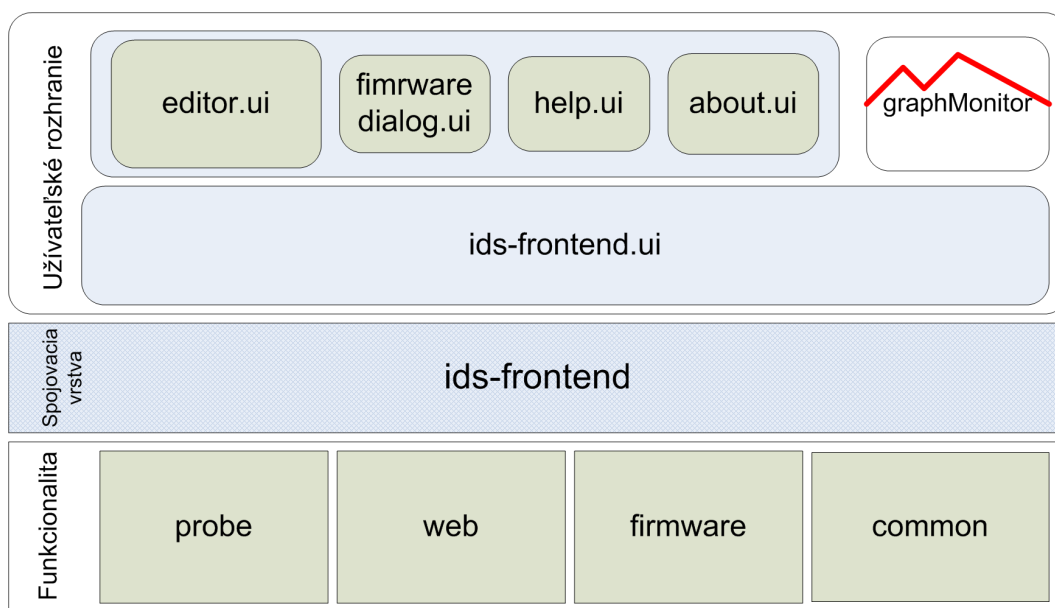 Užívateľské rozhranie
editor.ui
fimrware
dialog.ui
help.ui
about.ui
graphMonitor
ids-frontend.ui
Spojovacia
vrstva
ids-frontend
Funkcionalita
probe
web
firmware
common